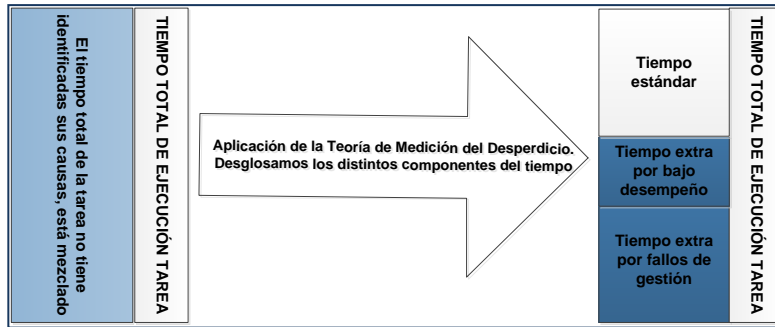 El tiempo total de la tarea no tiene
identificadas sus causas, está mezclado
TIEMPO TOTAL DE EJECUCIÓN TAREA
Aplicación de la Teoría de Medición del Desperdicio.
Desglosamos los distintos componentes del tiempo
Tiempo
estándar
Tiempo extra
por bajo
desempeño
Tiempo extra
por fallos de
gestión
TIEMPO TOTAL DE EJECUCIÓN TAREA